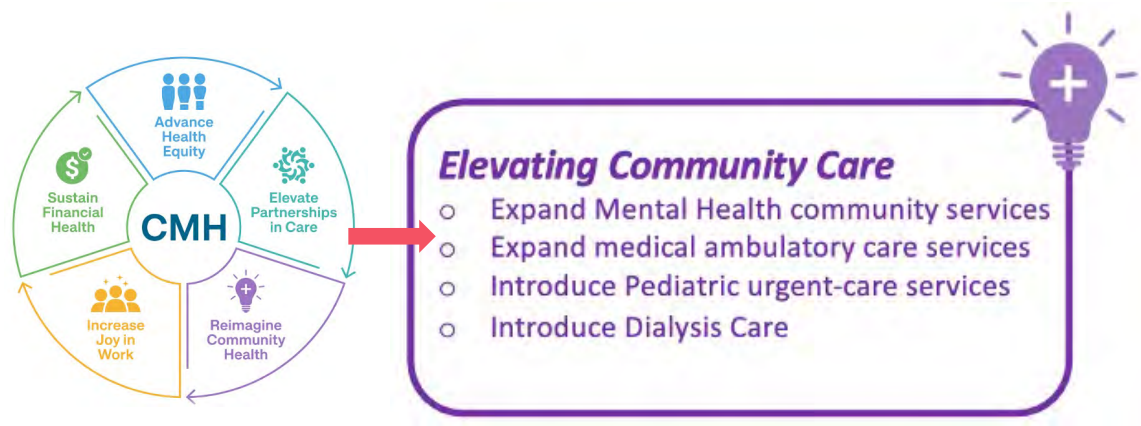 Advance
Health
Equity
Sustain
Financial
Health
Elevate
Partnerships
in Care
CMH
Increase
Joy in
Work
Reimagine
Community
Health
Elevating Community Care
o Expand Mental Health community services
o Expand medical ambulatory care services
o Introduce Pediatric urgent-care services
o Introduce Dialysis Care